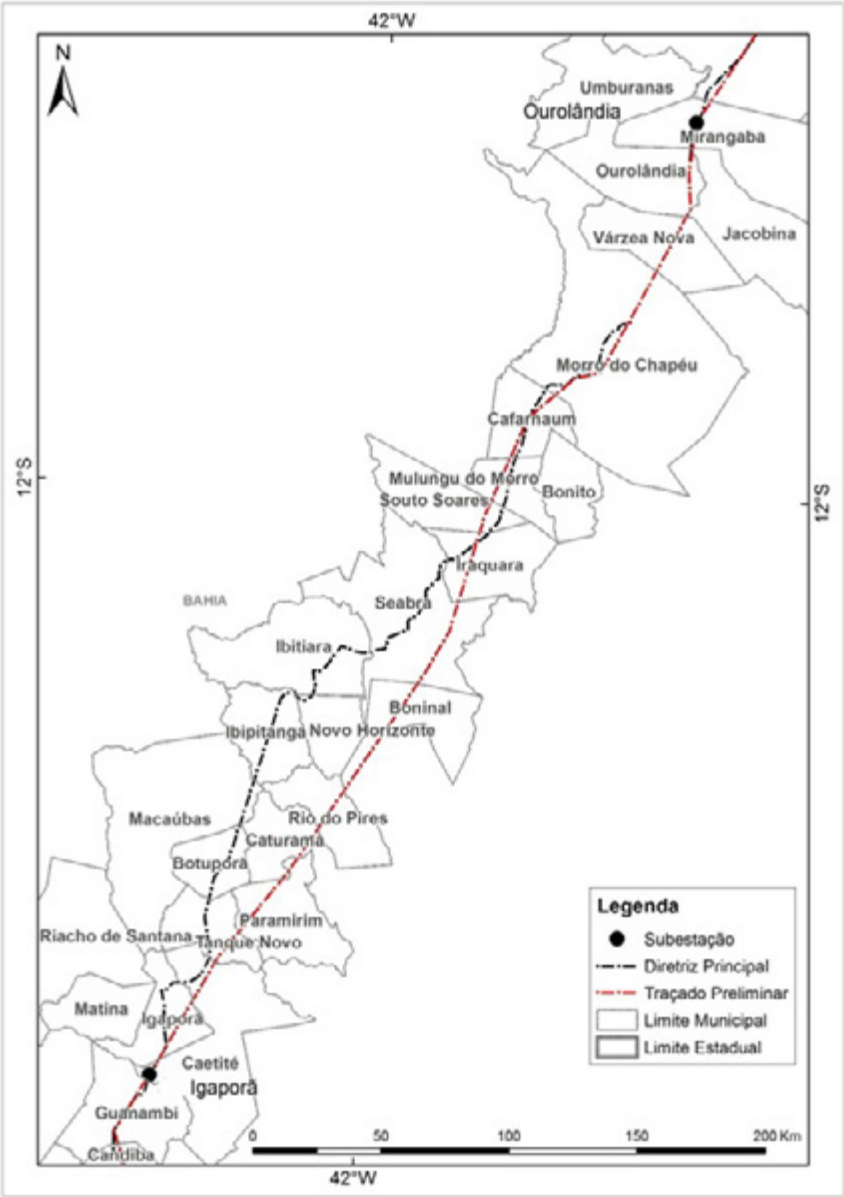 42°W
N
Umburanas
Ourolândia
Mirangaba
Ourolândia
Várzea Nova
Jacobina
Morro do Chapéu
Cafarnaum
12°S
Mulungu do Morro
Bonito
Souto Soares
12°S
Iraquara
BAHIA
Seabra
Ibitiara
Boninal
Ibipitanga
Novo Horizonte
Macaúbas
Rio do Pires
Caturama
Botuporã
Legenda
Paramirim
Riacho de Santana
Tanque Novo
Subestação
Diretriz Principal
Traçado Preliminar
Matina
Igaporã
Limite Municipal
Limite Estadual
Caetité
Igaporã
Guanambi
Candiba
0 50 100 150 200 Km
42°W